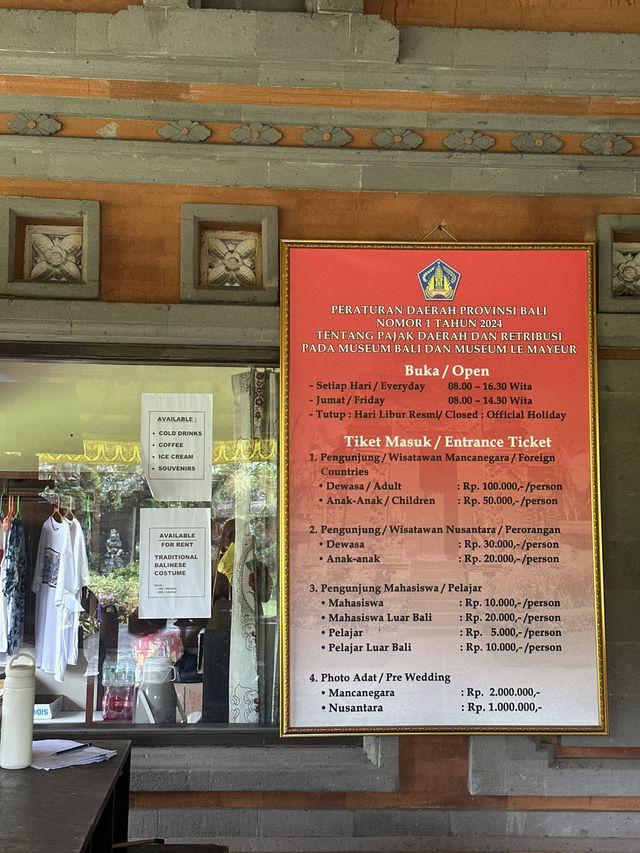 PERATURAN DAERAH PROVINSI BALI
NOMOR 1 TAHUN 2024
TENTANG PAJAK DAERAH DAN RETRIBUSI
PADA MUSEUM BALI DAN MUSEUM LE MAYEUR
Buka / Open
- Setiap Hari / Everyday 08.00 – 16.30 Wita
- Jumat / Friday 08.00 – 14.30 Wita
- Tutup : Hari Libur Resmi/ Closed : Official Holiday
Tiket Masuk / Entrance Ticket
1. Pengunjung / Wisatawan Mancanegara / Foreign
Countries
• Dewasa / Adult : Rp. 100.000,-/person
• Anak-Anak / Children : Rp. 50.000,-/person
2. Pengunjung / Wisatawan Nusantara / Perorangan
• Dewasa : Rp. 30.000,-/person
• Anak-anak : Rp. 20.000,-/person
3. Pengunjung Mahasiswa / Pelajar
• Mahasiswa : Rp. 10.000,-/person
• Mahasiswa Luar Bali : Rp. 20.000,-/person
• Pelajar : Rp. 5.000,-/person
• Pelajar Luar Bali : Rp. 10.000,-/person
4. Photo Adat / Pre Wedding
• Mancanegara : Rp. 2.000.000,-
• Nusantara : Rp. 1.000.000,-
AVAILABLE
• COLD DRINKS
• COFFEE
• ICE CREAM
• SOUVENIRS
AVAILABLE
FOR RENT
TRADITIONAL
BALINESE
COSTUME